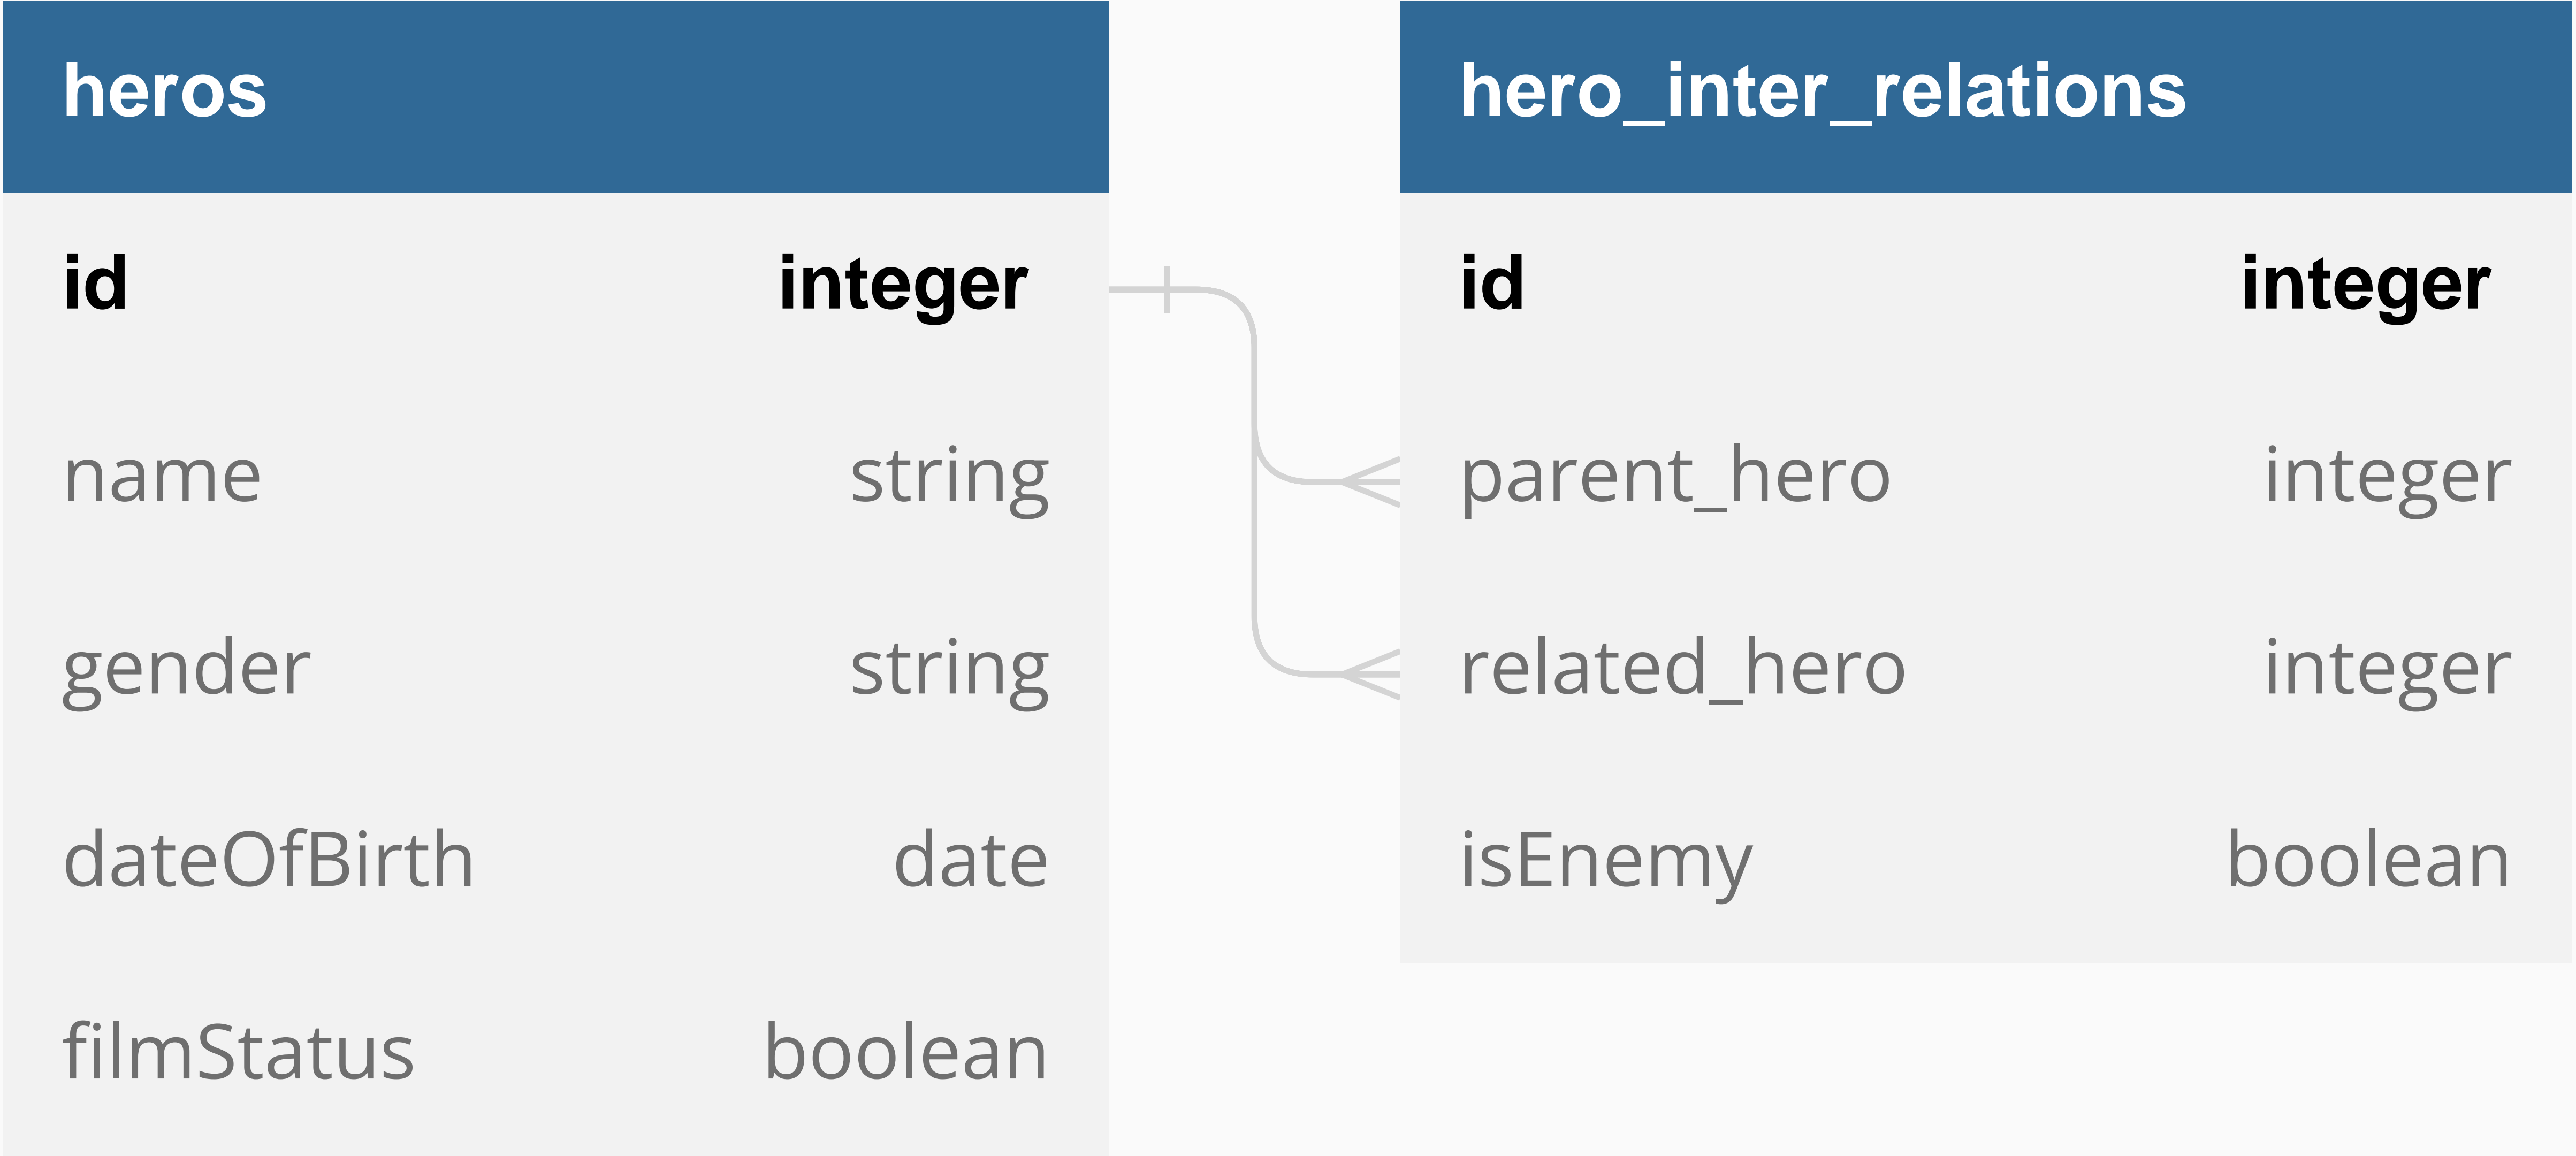 heros
id integer
name string
gender string
dateOfBirth date
filmStatus boolean
hero_inter_relations
id integer
parent_hero integer
related_hero integer
isEnemy boolean